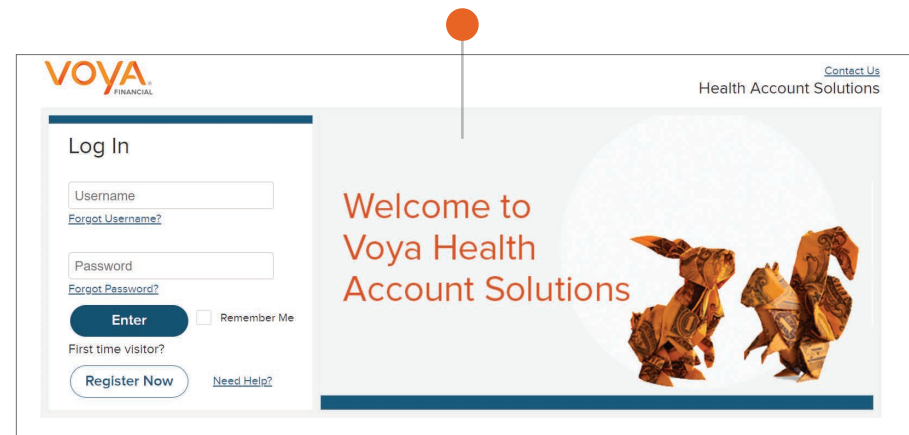 VOYA
FINANCIAL
Contact Us
Health Account Solutions
Log In
Username
Forgot Username?
Password
Forgot Password?
Enter
Remember Me
First time visitor?
Register Now
Need Help?
Welcome to
Voya Health
Account Solutions